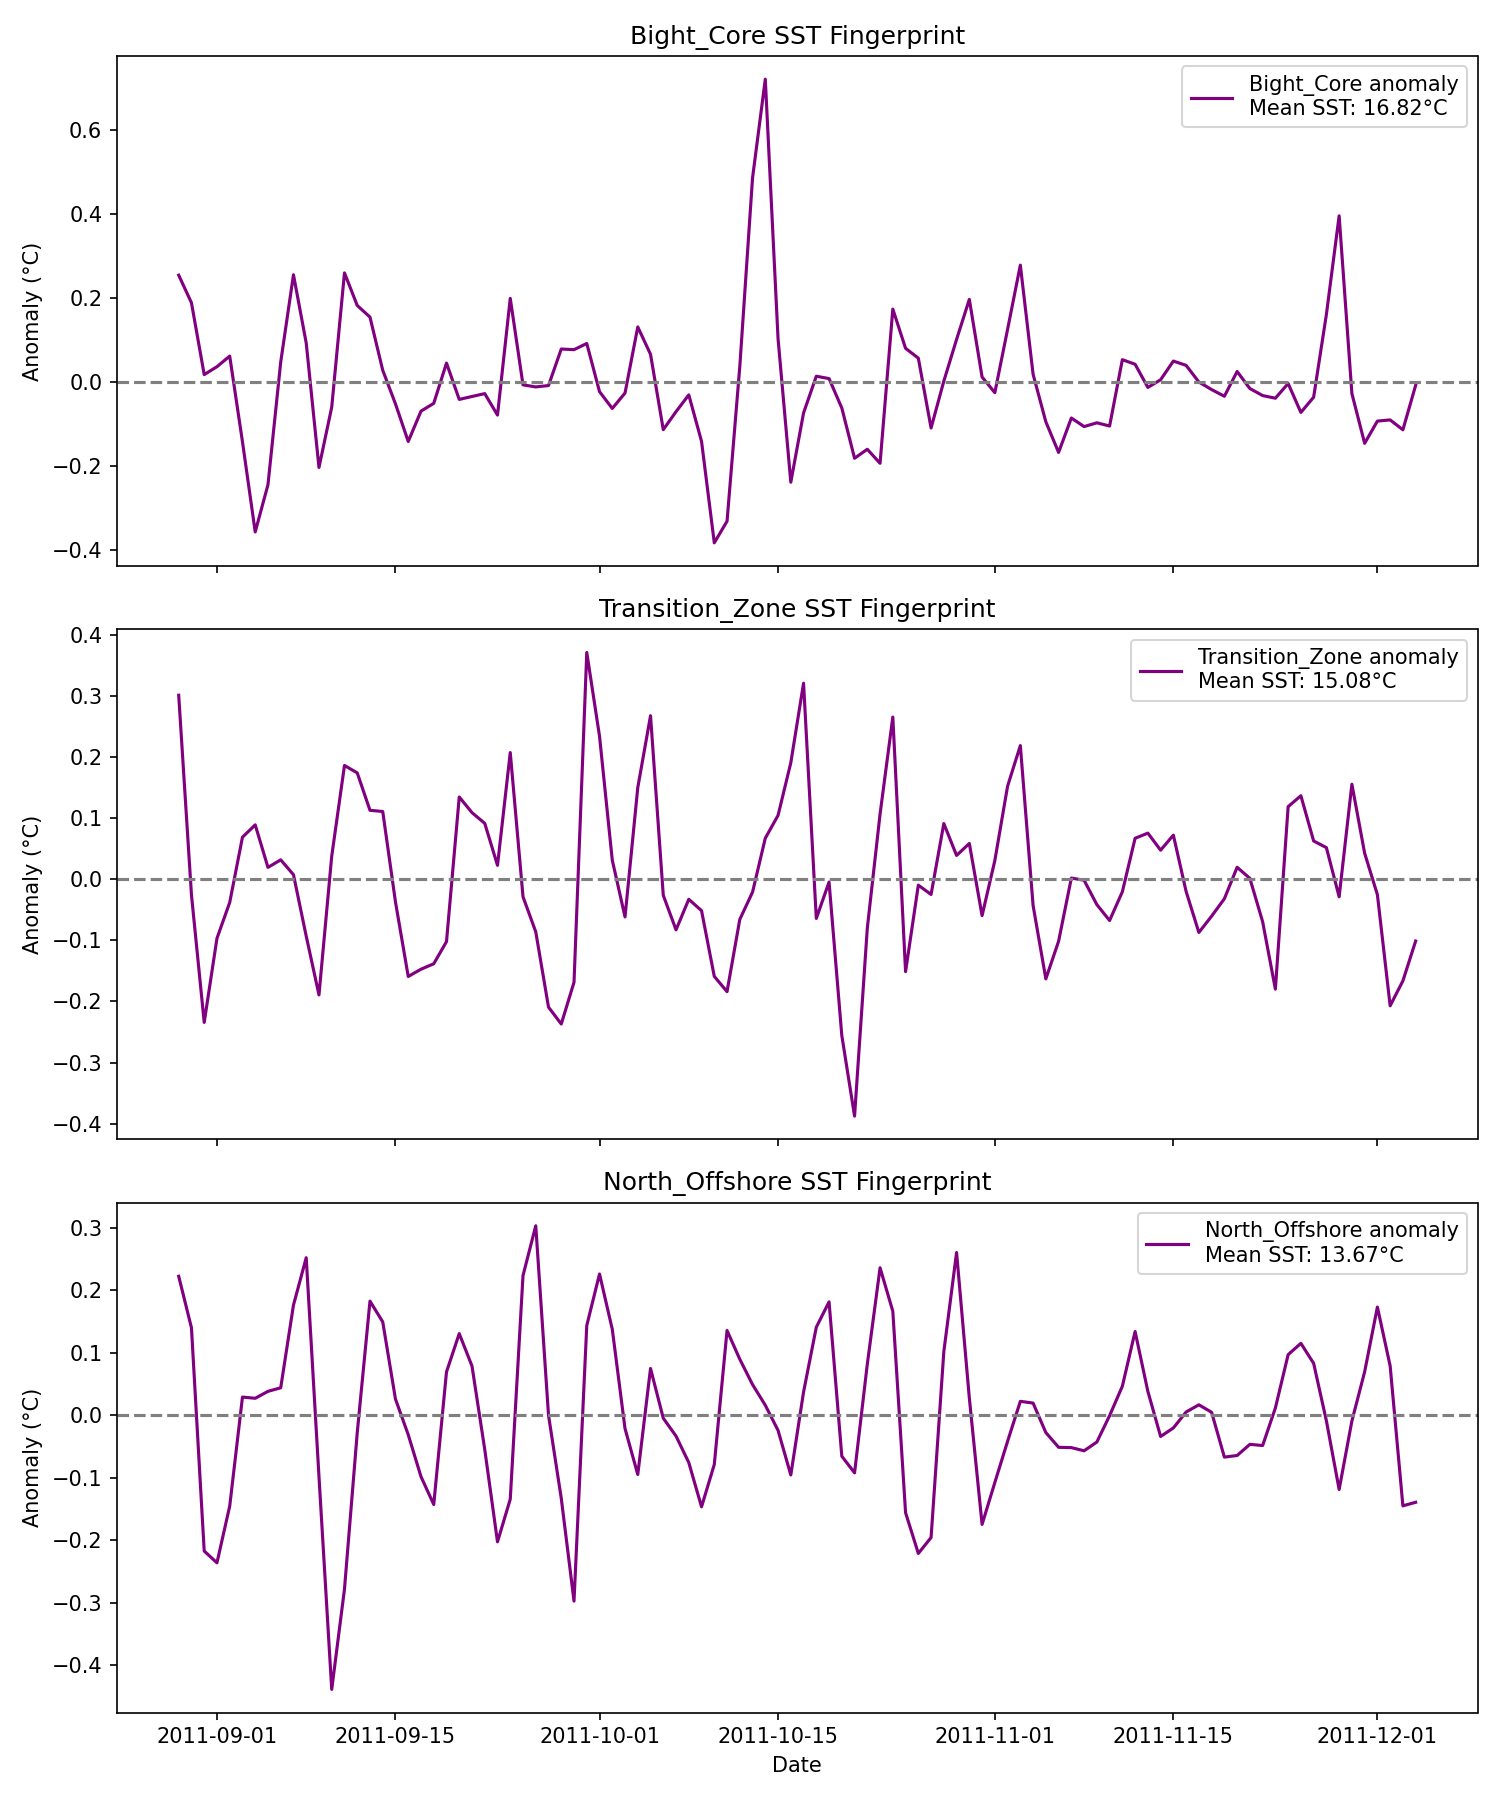 Bight_Core SST Fingerprint
Bight_Core anomaly
Mean SST: 16.82°C
Anomaly (°C)
0.6
0.4
0.2
0.0
−0.2
−0.4
Transition_Zone SST Fingerprint
Transition_Zone anomaly
Mean SST: 15.08°C
Anomaly (°C)
0.4
0.3
0.2
0.1
0.0
−0.1
−0.2
−0.3
−0.4
North_Offshore SST Fingerprint
North_Offshore anomaly
Mean SST: 13.67°C
Anomaly (°C)
0.3
0.2
0.1
0.0
−0.1
−0.2
−0.3
−0.4
2011-09-01 2011-09-15 2011-10-01 2011-10-15 2011-11-01 2011-11-15 2011-12-01
Date